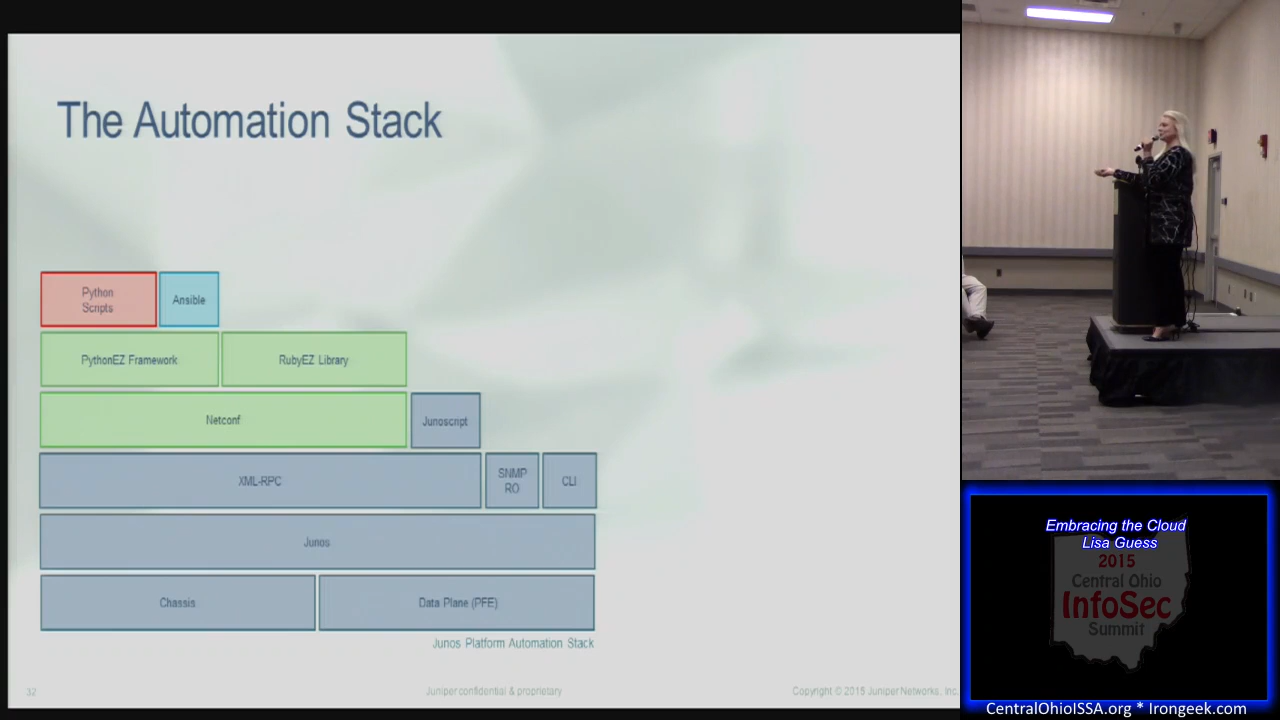 The Automation Stack
Python
Scripts
Ansible
PythonEZ Framework
RubyEZ Library
Netconf
Junoscript
XML-RPC
SNMP
RO
CLI
Junos
Chassis
Data Plane (PFE)
Junos Platform Automation Stack
32
Juniper confidential & proprietary
Copyright © 2015 Juniper Networks, Inc.
Embracing the Cloud
Lisa Guess
2015
Central Ohio
InfoSec
Summit
CentralOhioISSA.org * Irongeek.com